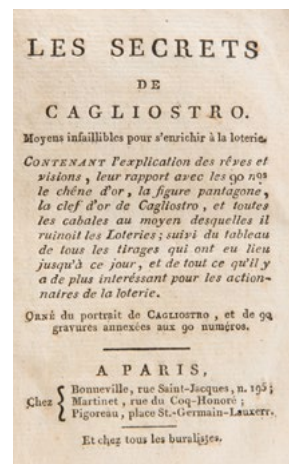 LES SECRETS
DE
CAGLIOSTRO.
Moyens infaillibles pour s'enrichir à la loterie.
CONTENANT l'explication des rêves et
visions, leur rapport avec les 90 nos
le chêne d'or, la figure pantagone,
la clef d'or de Cagliostro, et toutes
les cabales au moyen desquelles il
ruinoit les Loteries; suivi du tableau
de tous les tirages qui ont eu lieu
jusqu'à ce jour, et de tout ce qu'il y
a de plus interéssant pour les action-
naires de la loterie.
ORNÉ du portrait de CAGLIOSTRO, et de 90
gravures annexées aux 90 numéros.
A PARIS,
Chez { Bonneville, rue Saint-Jacques, n. 195;
Martinet, rue du Coq-Honoré;
Pigoreau, place St.-Germain-Lauxerr.
Et chez tous les buralistes.